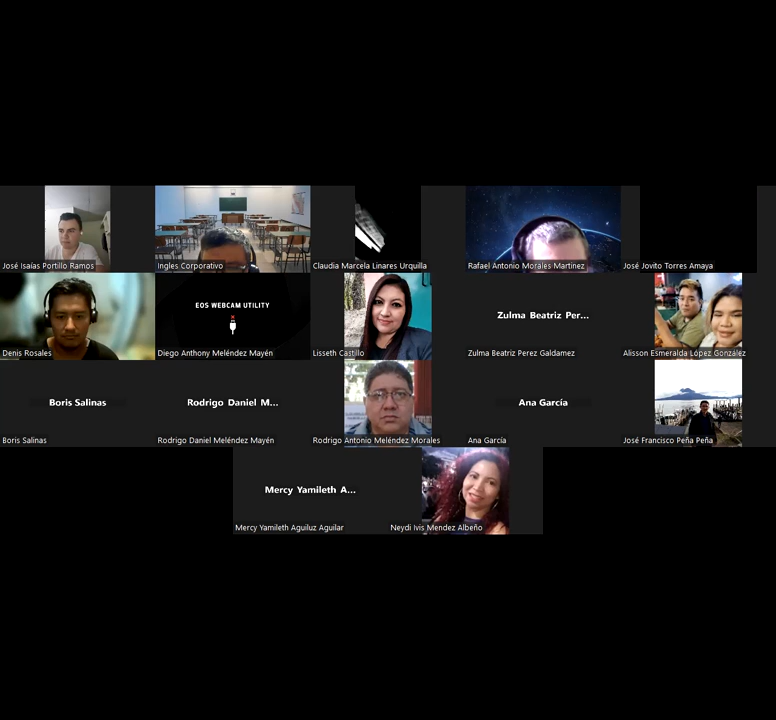 José Isaías Portillo Ramos
Ingles Corporativo
Claudia Marcela Linares Urquilla
Rafael Antonio Morales Martinez
José Jovito Torres Amaya
EOS WEBCAM UTILITY
Zulma Beatriz Per...
Denis Rosales
Diego Anthony Meléndez Mayén
Lisseth Castillo
Zulma Beatriz Perez Galdamez
Alisson Esmeralda López González
Boris Salinas
Rodrigo Daniel M...
Ana García
Boris Salinas
Rodrigo Daniel Meléndez Mayén
Rodrigo Antonio Meléndez Morales
Ana García
José Francisco Peña Peña
Mercy Yamileth A...
Mercy Yamileth Aguiluz Aguilar
Neydi Ivis Mendez Albeño